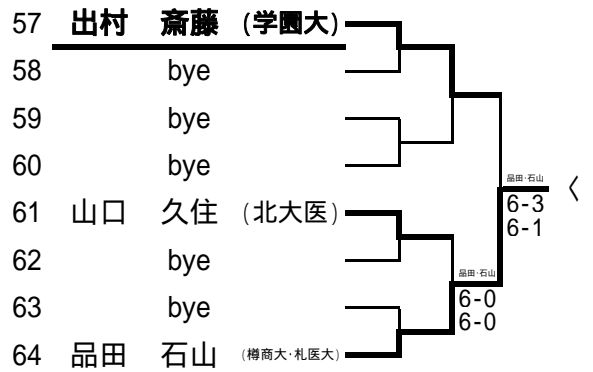 57 出村 斎藤 (学園大)
58 bye
59 bye
60 bye
品田·石山 く
6-3
6-1
61 山口 久住 (北大医)
62 bye
品田·石山
6-0
6-0
63 bye
64 品田 石山 (樽商大·札医大)